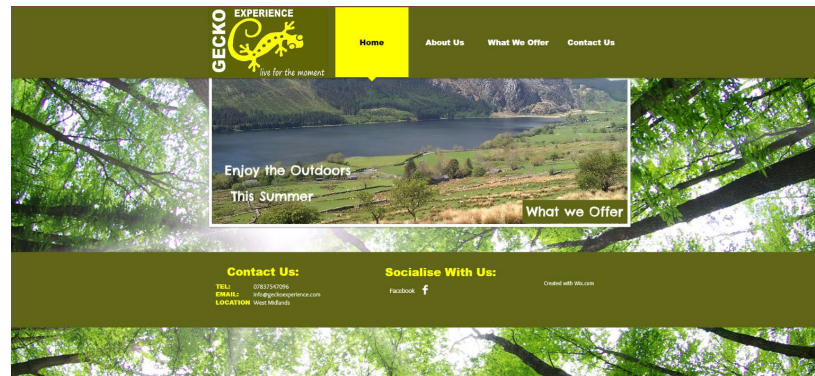 GECKO
EXPERIENCE
live for the moment
Home
About Us
What We Offer
Contact Us
Enjoy the Outdoors
This Summer
What we Offer
Contact Us:
TEL: 07837547096
EMAIL: info@geckoexperience.com
LOCATION West Midlands
Socialise With Us:
Facebook f
Created with Wix.com